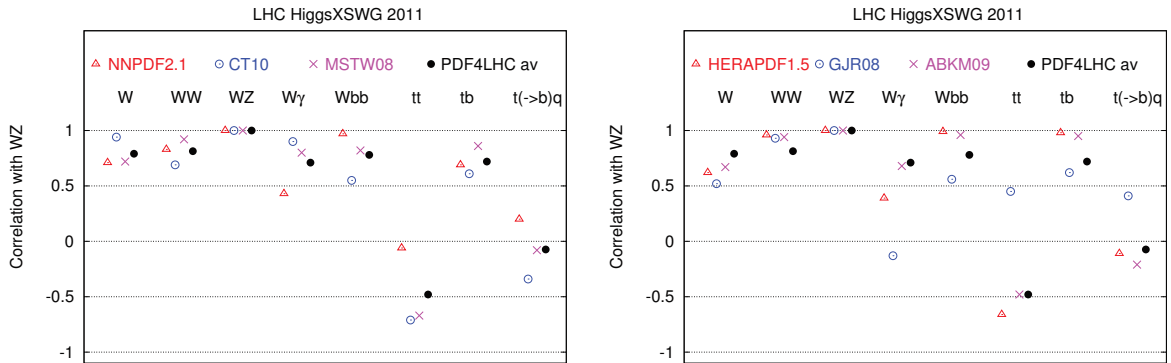 LHC HiggsXSWG 2011
NNPDF2.1 CT10 MSTW08 PDF4LHC av
W WW WZ Wγ Wbb tt tb t(->b)q
1
0.5
0
-0.5
-1
Correlation with WZ
LHC HiggsXSWG 2011
HERAPDF1.5 GJR08 ABKM09 PDF4LHC av
W WW WZ Wγ Wbb tt tb t(->b)q
1
0.5
0
-0.5
-1
Correlation with WZ